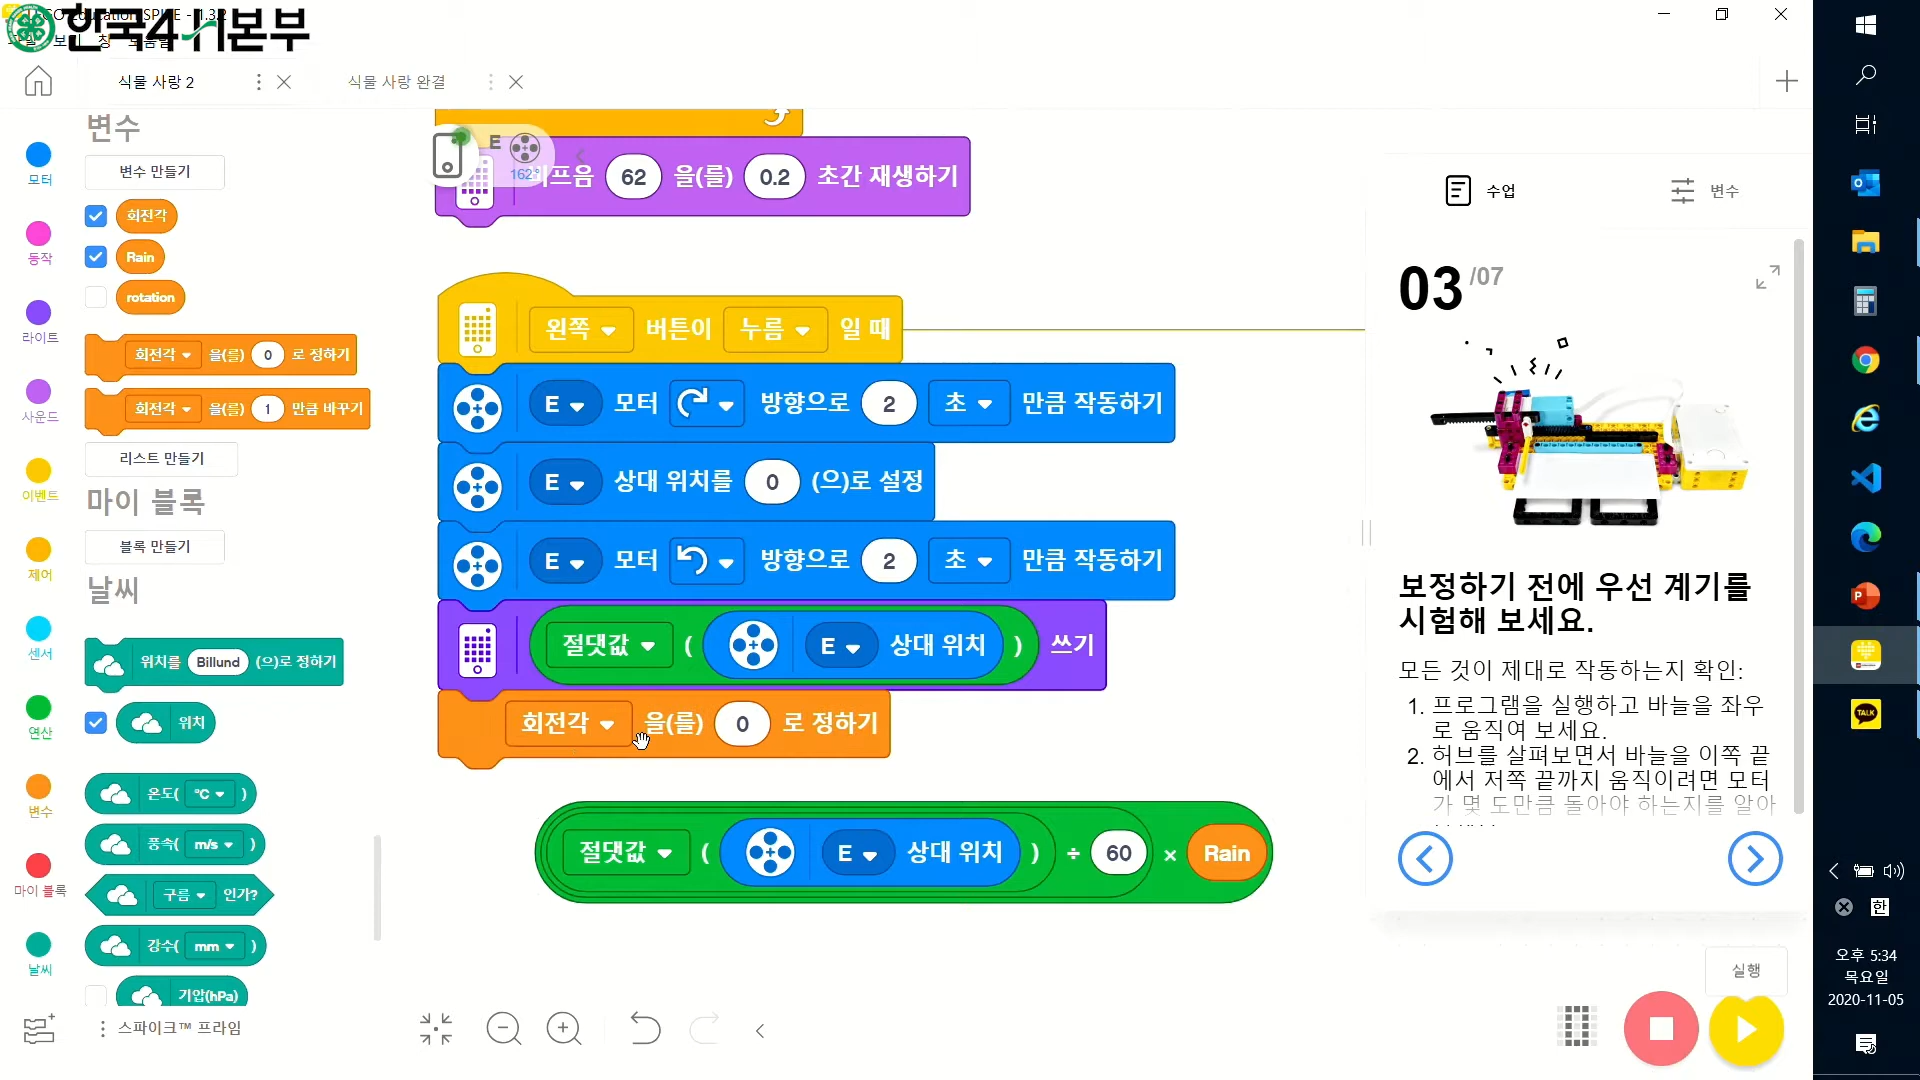 한국4-H본부
Education SPIKE - 1.3.2
식물 사랑 2
식물 사랑 완결
모터
동작
라이트
사운드
이벤트
제어
센서
연산
변수
마이 블록
날씨
변수
변수 만들기
회전각
Rain
rotation
회전각 을(를) 0 로 정하기
회전각 을(를) 1 만큼 바꾸기
리스트 만들기
마이 블록
블록 만들기
날씨
위치를 Billund (으)로 정하기
위치
온도( °C )
풍속( m/s )
구름 인가?
강수( mm )
기압(hPa)
스파이크™ 프라임
E
162°
비프음 62 을(를) 0.2 초간 재생하기
왼쪽 버튼이 누름 일 때
E 모터 방향으로 2 초 만큼 작동하기
E 상대 위치를 0 (으)로 설정
E 모터 방향으로 2 초 만큼 작동하기
절댓값 ( E 상대 위치 ) 쓰기
회전각 을(를) 0 로 정하기
절댓값 ( E 상대 위치 ) ÷ 60 × Rain
수업
변수
03 /07
보정하기 전에 우선 계기를
시험해 보세요.
모든 것이 제대로 작동하는지 확인:
1. 프로그램을 실행하고 바늘을 좌우
로 움직여 보세요.
2. 허브를 살펴보면서 바늘을 이쪽 끝
에서 저쪽 끝까지 움직이려면 모터
가 몇 도만큼 돌아야 하는지를 알아
실행
TALK
한
오후 5:34
목요일
2020-11-05